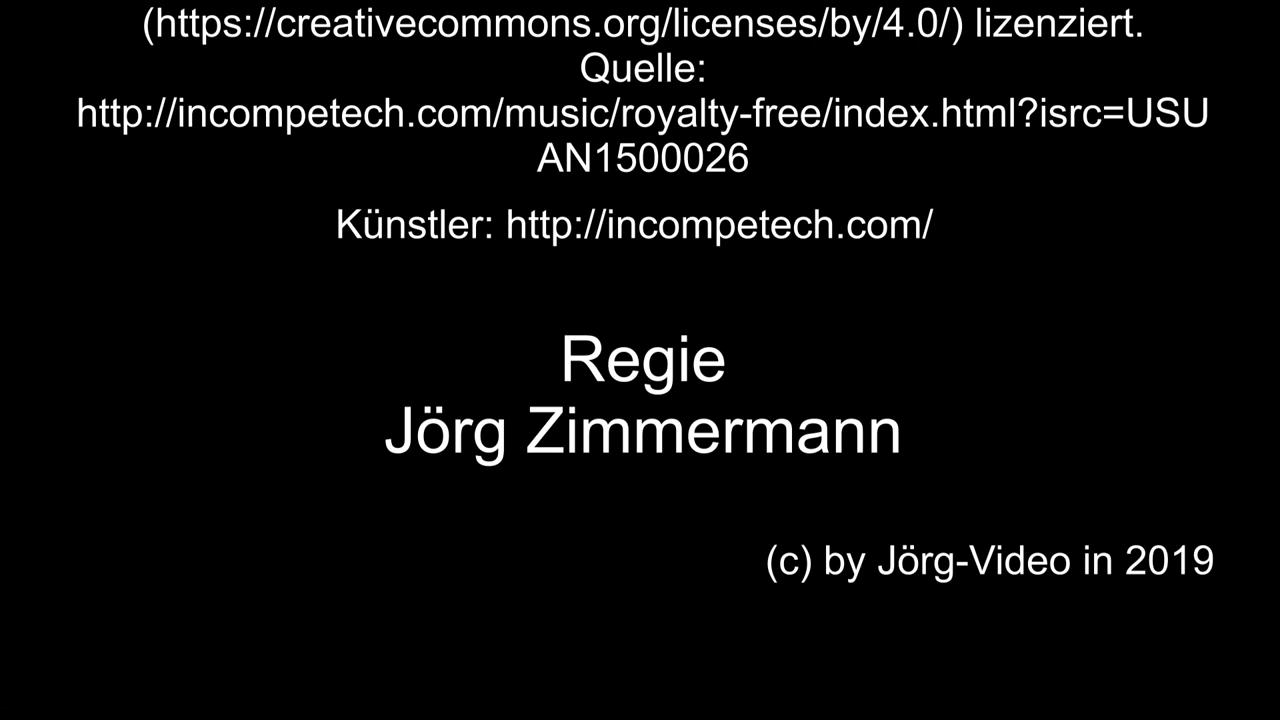 (https://creativecommons.org/licenses/by/4.0/) lizenziert.
Quelle:
http://incompetech.com/music/royalty-free/index.html?isrc=USU
AN1500026
Künstler: http://incompetech.com/
Regie
Jörg Zimmermann
(c) by Jörg-Video in 2019